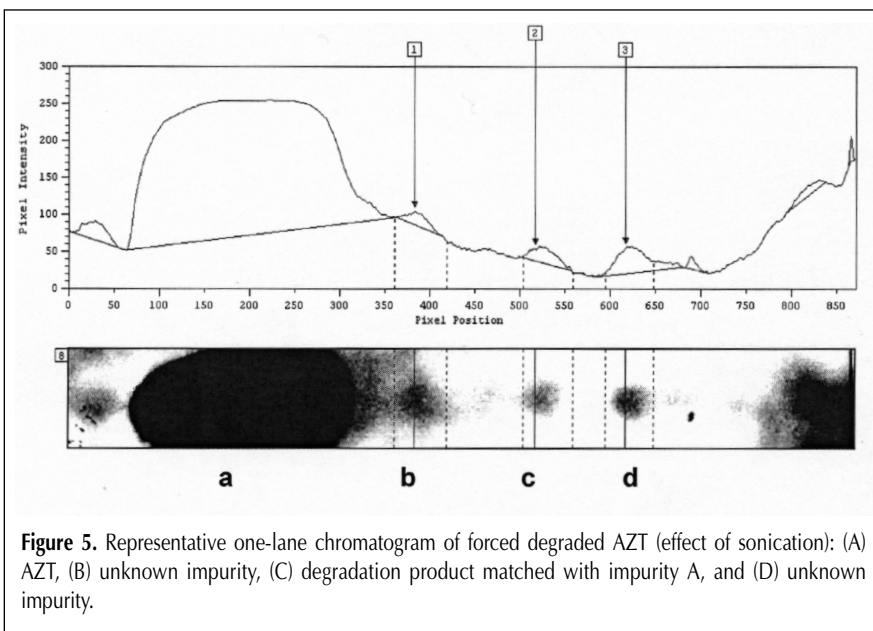 1
2
3
300
250
200
150
100
50
0
Pixel Intensity
0 50 100 150 200 250 300 350 400 450 500 550 600 650 700 800 850
Pixel Position
8
a b c d
Figure 5. Representative one-lane chromatogram of forced degraded AZT (effect of sonication): (A)
AZT, (B) unknown impurity, (C) degradation product matched with impurity A, and (D) unknown
impurity.